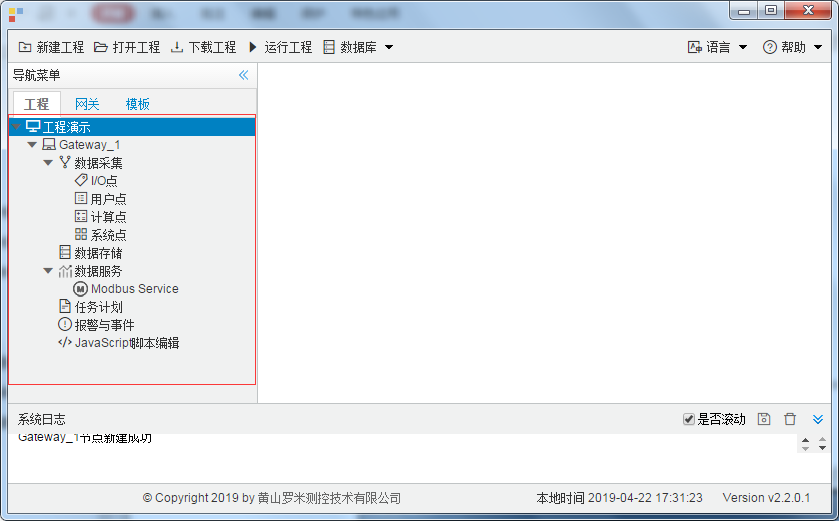 新建工程 打开工程 下载工程 运行工程 数据库 语言 帮助
导航菜单
工程 网关 模板
工程演示
Gateway_1
数据采集
I/O点
用户点
计算点
系统点
数据存储
数据服务
Modbus Service
任务计划
报警与事件
JavaScript脚本编辑
系统日志 是否滚动
Gateway_1节点新建成功
© Copyright 2019 by 黄山罗米测控技术有限公司 本地时间 2019-04-22 17:31:23 Version v2.2.0.1